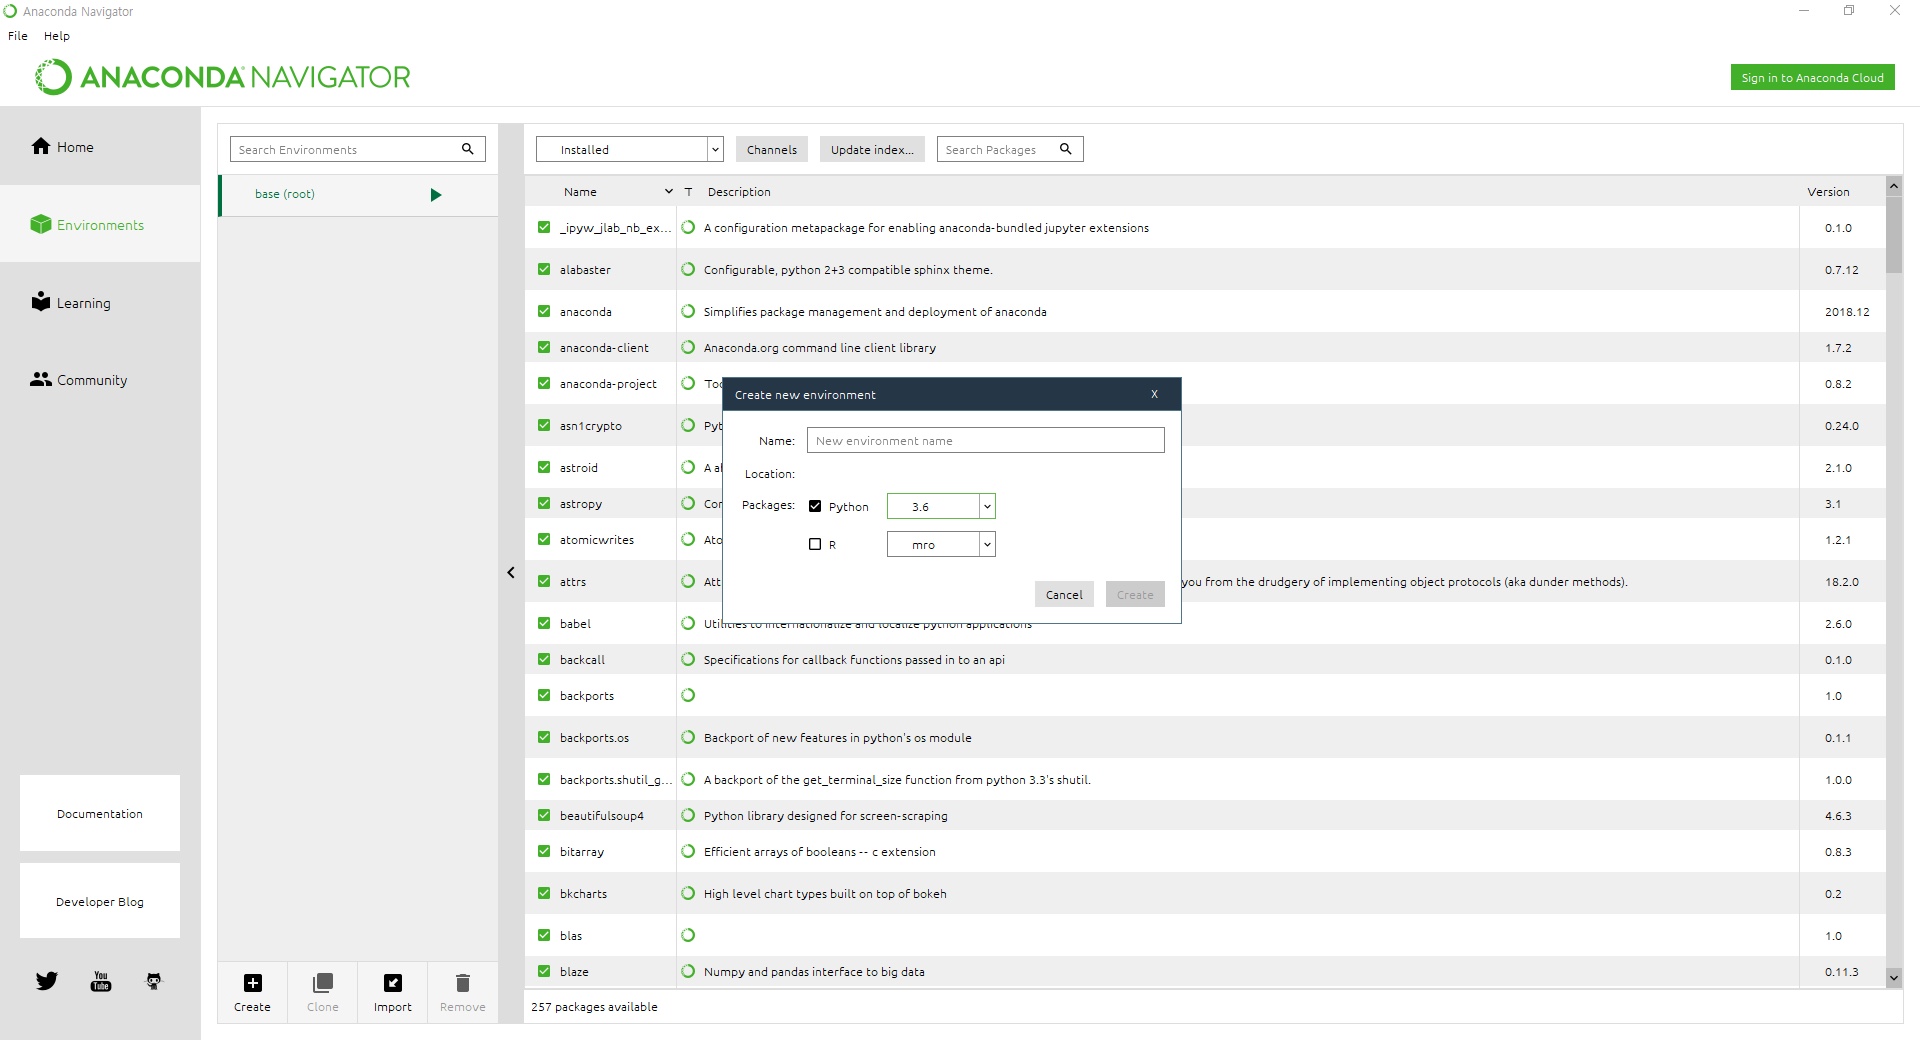 Anaconda Navigator
File Help
ANACONDA NAVIGATOR
Sign in to Anaconda Cloud
Home
Environments
Learning
Community
Documentation
Developer Blog
You
Tube
Search Environments
base (root)
Create Clone Import Remove
Installed Channels Update index... Search Packages
Name T Description Version
_ipyw_jlab_nb_ex... A configuration metapackage for enabling anaconda-bundled jupyter extensions 0.1.0
alabaster Configurable, python 2+3 compatible sphinx theme. 0.7.12
anaconda Simplifies package management and deployment of anaconda 2018.12
anaconda-client Anaconda.org command line client library 1.7.2
anaconda-project Too 0.8.2
asn1crypto Pyt 0.24.0
astroid A al 2.1.0
astropy Cor 3.1
atomicwrites Ato 1.2.1
attrs Att you from the drudgery of implementing object protocols (aka dunder methods). 18.2.0
babel Utilities to internationalize and localize python applications 2.6.0
backcall Specifications for callback functions passed in to an api 0.1.0
backports 1.0
backports.os Backport of new features in python's os module 0.1.1
backports.shutil_g... A backport of the get_terminal_size function from python 3.3's shutil. 1.0.0
beautifulsoup4 Python library designed for screen-scraping 4.6.3
bitarray Efficient arrays of booleans -- c extension 0.8.3
bkcharts High level chart types built on top of bokeh 0.2
blas 1.0
blaze Numpy and pandas interface to big data 0.11.3
257 packages available
Create new environment X
Name: New environment name
Location:
Packages: Python 3.6
R mro
Cancel Create